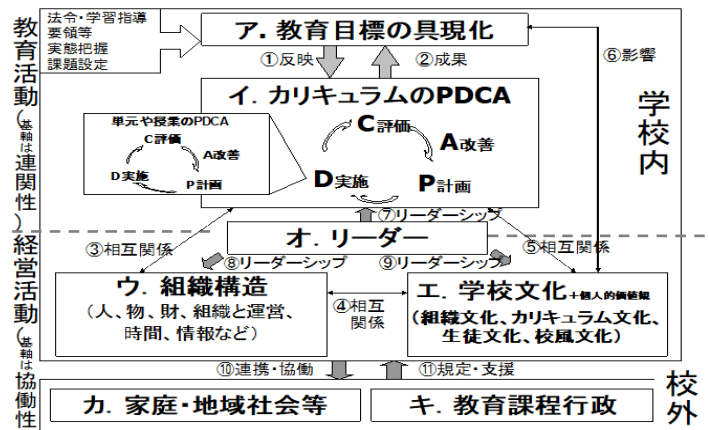 法令・学習指導
要領等
実態把握
課題設定
ア. 教育目標の具現化
①反映
②成果
⑥影響
イ. カリキュラムのPDCA
単元や授業のPDCA
C評価
A改善
D実施
P計画
C評価
A改善
D実施
P計画
⑦リーダーシップ
オ. リーダー
③相互関係
⑧リーダーシップ
⑨リーダーシップ
⑤相互関係
ウ. 組織構造
(人、物、財、組織と運営、
時間、情報など)
④相互
関係
エ. 学校文化+個人的価値観
(組織文化、カリキュラム文化、
生徒文化、校風文化)
⑩連携・協働
⑪規定・支援
カ. 家庭・地域社会等
キ. 教育課程行政
教育活動(基軸は連関性)
経営活動(基軸は協働性)
学校内
校外